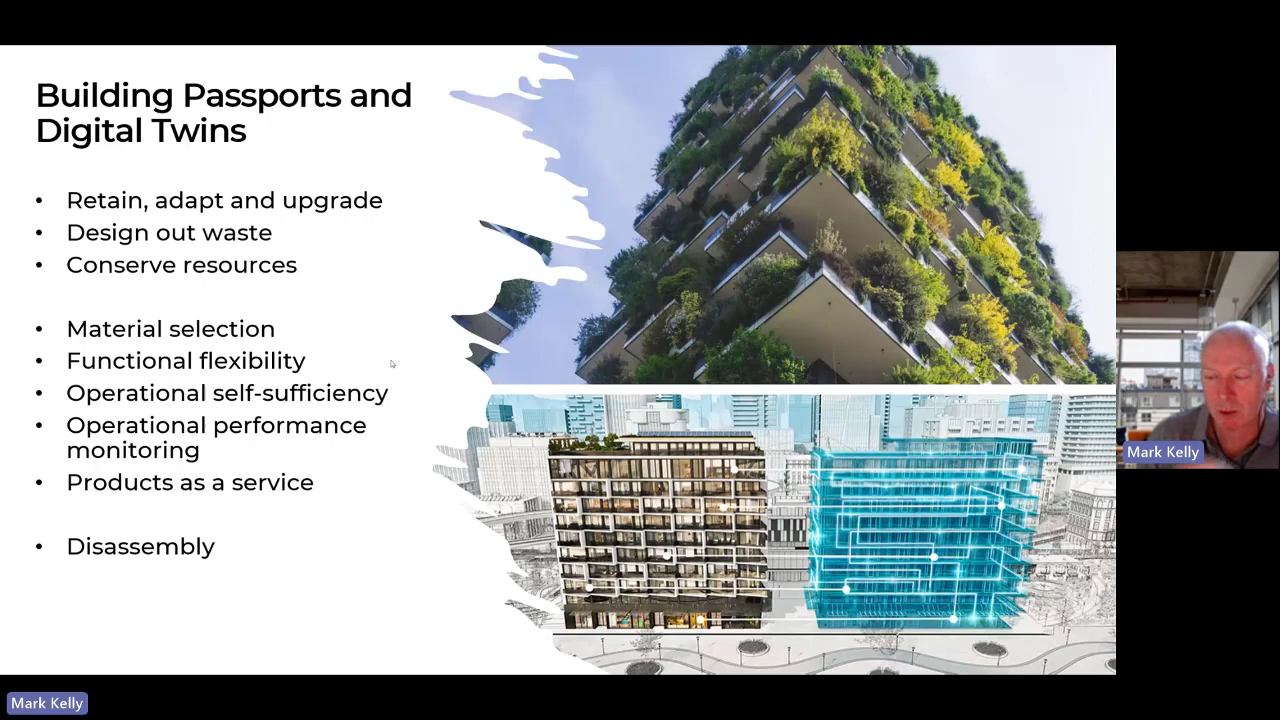 Building Passports and
Digital Twins
• Retain, adapt and upgrade
• Design out waste
• Conserve resources
• Material selection
• Functional flexibility
• Operational self-sufficiency
• Operational performance
monitoring
• Products as a service
• Disassembly
Mark Kelly
Mark Kelly